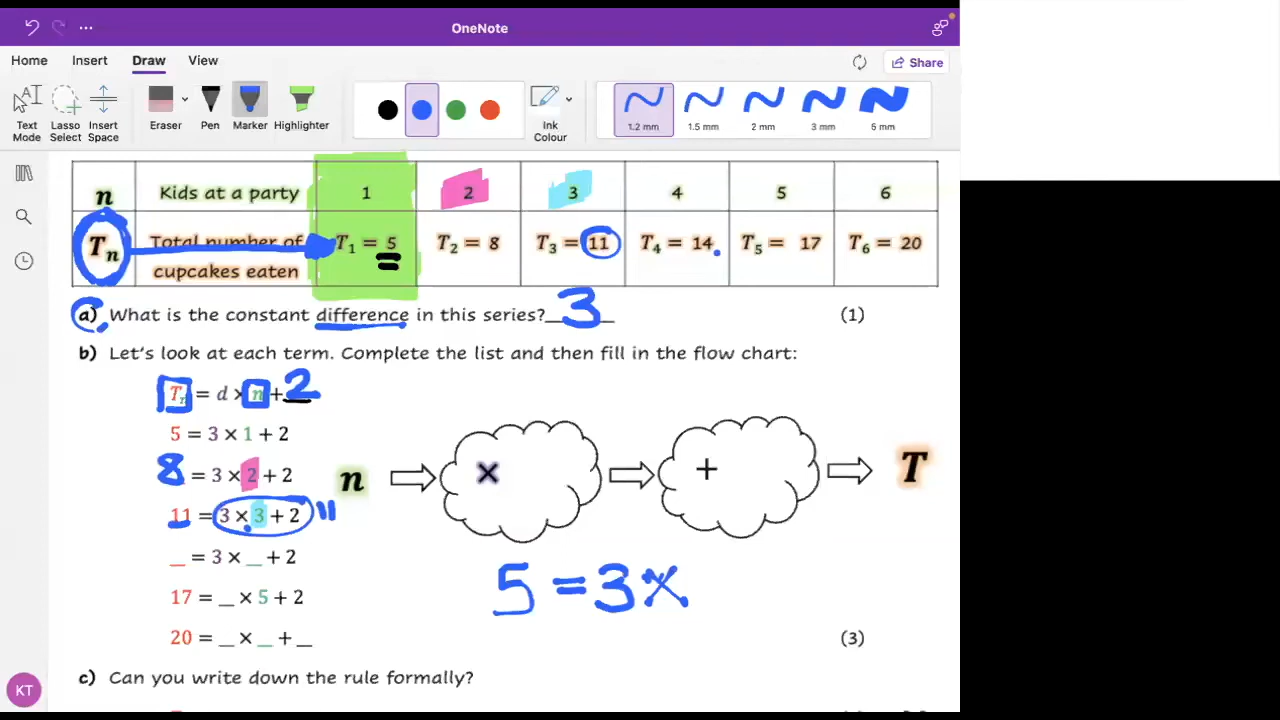 OneNote
Home Insert Draw View Share
Text Mode Lasso Select Insert Space Eraser Pen Marker Highlighter Ink Colour 1.2 mm 1.5 mm 2 mm 3 mm 5 mm
n Kids at a party 1 2 3 4 5 6
Tn Total number of cupcakes eaten T1 = 5 T2 = 8 T3 = 11 T4 = 14 T5 = 17 T6 = 20
a) What is the constant difference in this series? 3 (1)
b) Let's look at each term. Complete the list and then fill in the flow chart:
Tn = d × n + 2
5 = 3 × 1 + 2
8 = 3 × 2 + 2
11 = 3 × 3 + 2 11
_ = 3 × _ + 2
17 = _ × 5 + 2
20 = _ × _ + _
n × + T
5 = 3 ×
(3)
c) Can you write down the rule formally?
KT